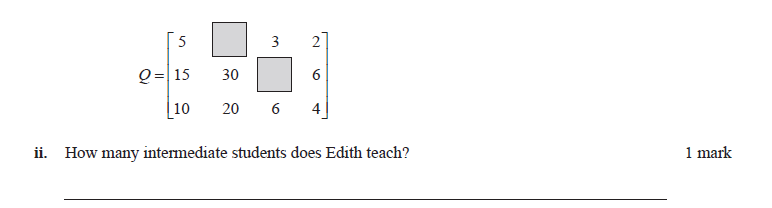 5 3 2
Q = 15 30 6
10 20 6 4
ii. How many intermediate students does Edith teach? 1 mark